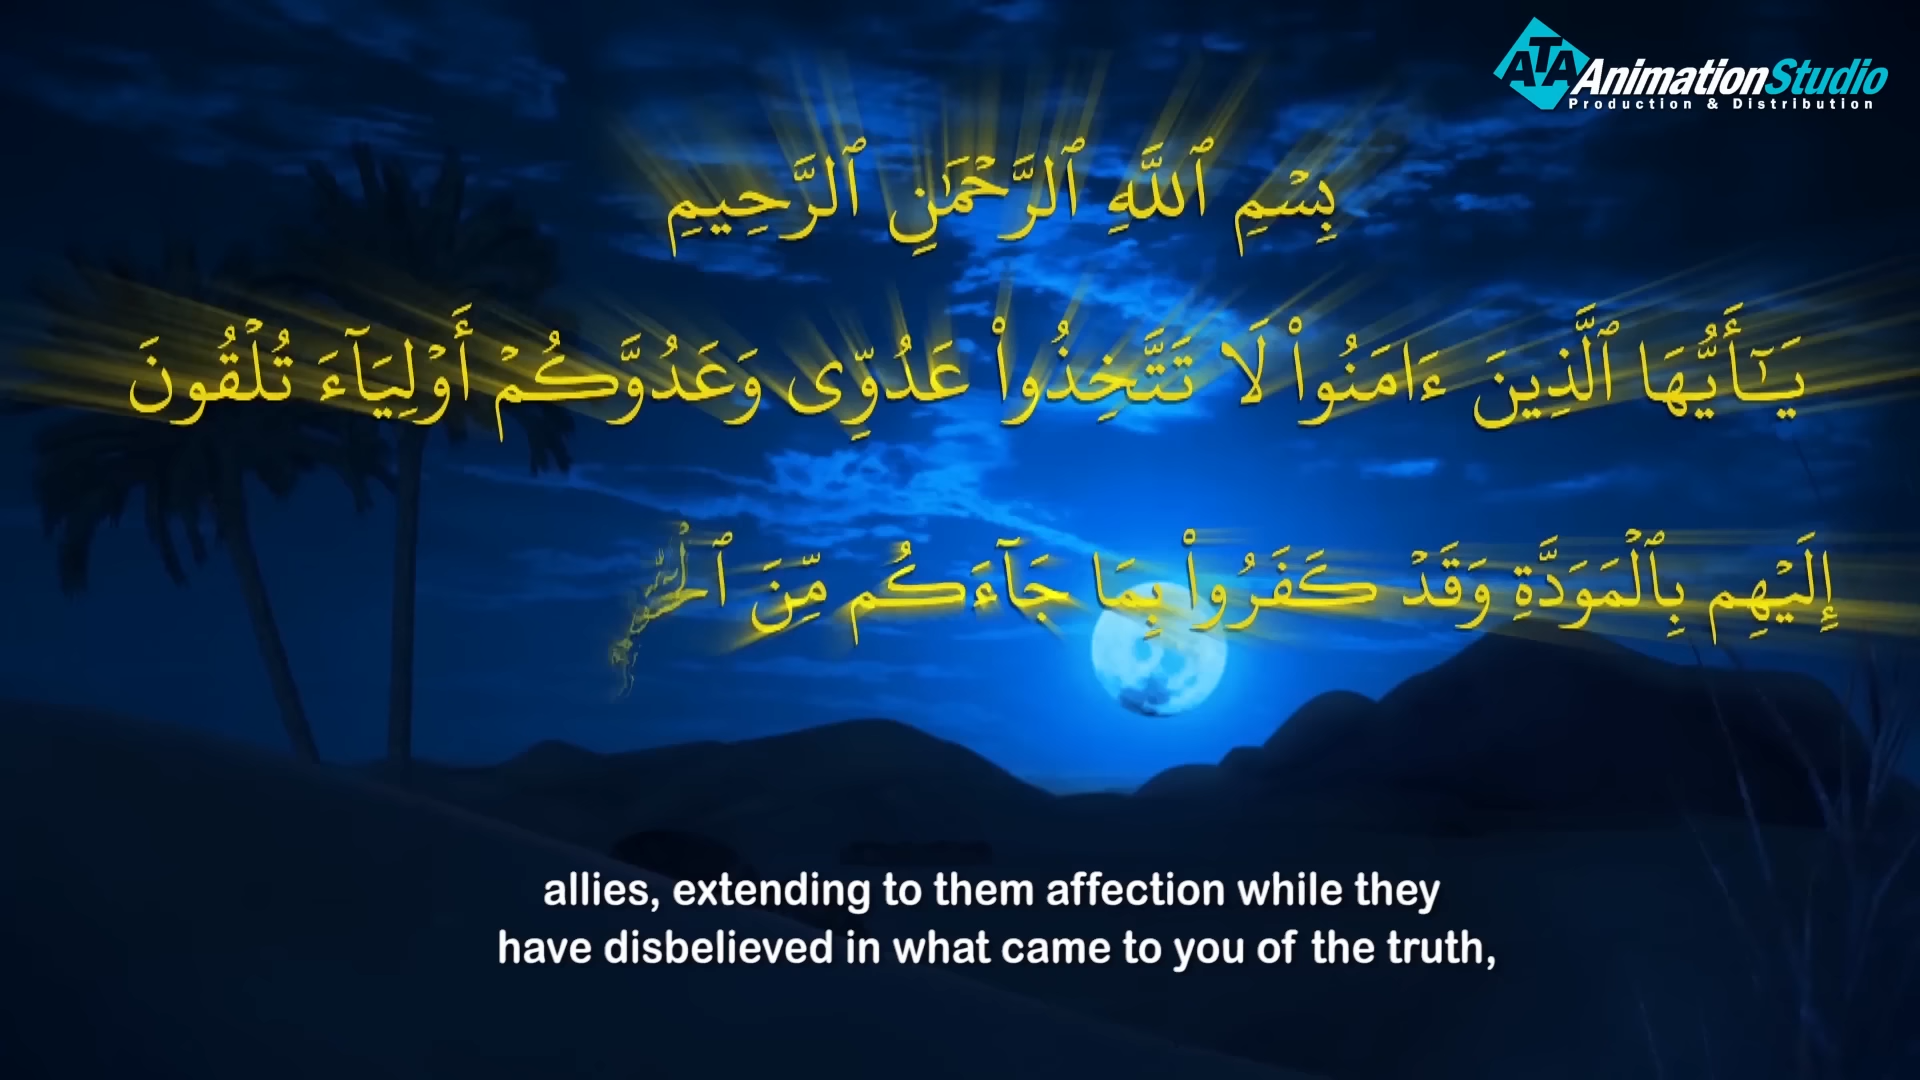 ATA AnimationStudio
Production & Distribution
بِسْمِ ٱللَّهِ ٱلرَّحْمَٰنِ ٱلرَّحِيمِ
يَـٰٓأَيُّهَا ٱلَّذِينَ ءَامَنُوا۟ لَا تَتَّخِذُوا۟ عَدُوِّى وَعَدُوَّكُمْ أَوْلِيَآءَ تُلْقُونَ
إِلَيْهِم بِٱلْمَوَدَّةِ وَقَدْ كَفَرُوا۟ بِمَا جَآءَكُم مِّنَ
allies, extending to them affection while they
have disbelieved in what came to you of the truth,